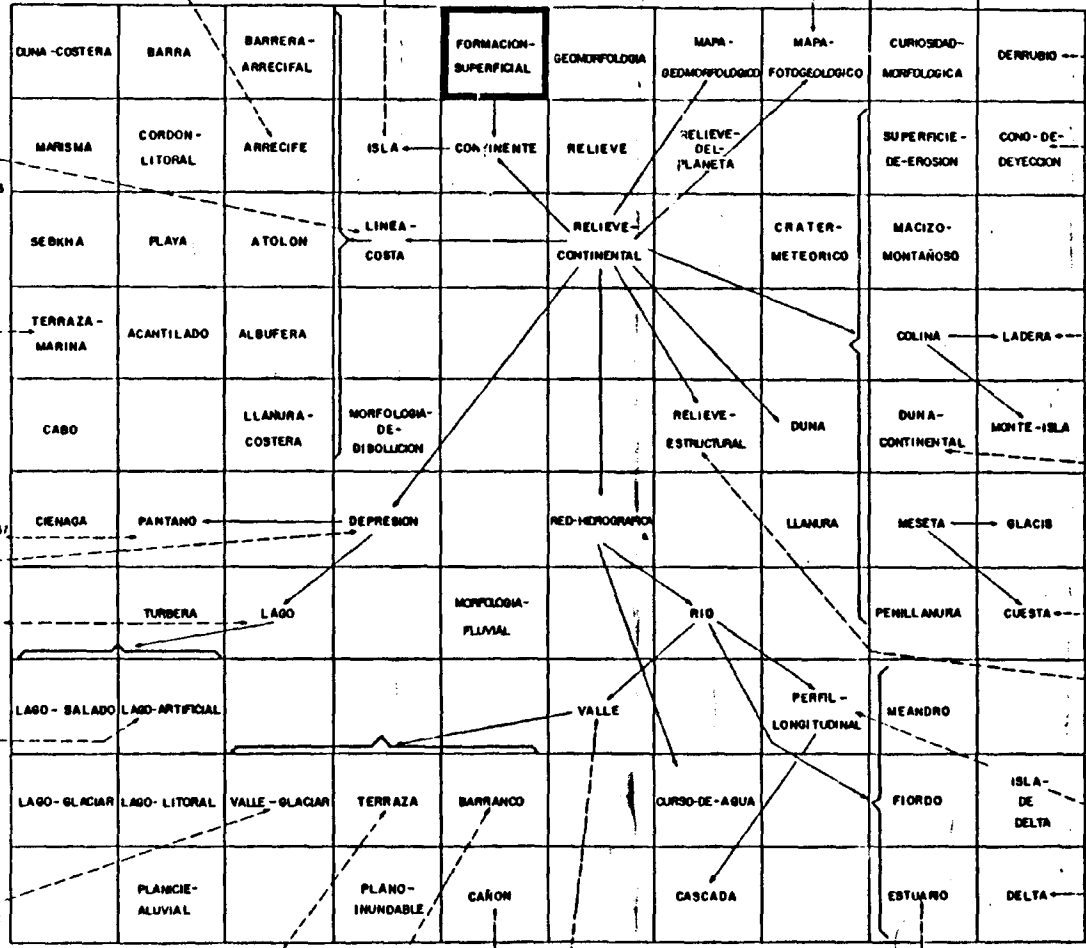 DUNA-COSTERA
BARRA
BARRERA-
ARRECIFAL
FORMACION-
SUPERFICIAL
GEOMORFOLOGIA
MAPA-
GEOMORFOLOGICO
MAPA-
FOTOGEOLOGICO
CURIOSIDAD-
MORFOLOGICA
DERRUBIO
MARISMA
CORDON-
LITORAL
ARRECIFE
ISLA
CONTINENTE
RELIEVE
RELIEVE-
DEL-
PLANETA
SUPERFICIE-
DE-EROSION
CONO-DE-
DEYECCION
SEBKHA
PLAYA
ATOLON
LINEA-
COSTA
RELIEVE-
CONTINENTAL
CRATER-
METEORICO
MACIZO-
MONTAÑOSO
TERRAZA-
MARINA
ACANTILADO
ALBUFERA
COLINA
LADERA
CABO
LLANURA-
COSTERA
MORFOLOGIA-
DE-
DISOLUCION
RELIEVE-
ESTRUCTURAL
DUNA
DUNA-
CONTINENTAL
MONTE-ISLA
CIENAGA
PANTANO
DEPRESION
RED-HIDROGRAFICA
LLANURA
MESETA
GLACIS
TURBERA
LAGO
MORFOLOGIA-
FLUVIAL
RIO
PENILLANURA
CUESTA
LAGO-SALADO
LAGO-ARTIFICIAL
VALLE
PERFIL-
LONGITUDINAL
MEANDRO
LAGO-GLACIAR
LAGO-LITORAL
VALLE-GLACIAR
TERRAZA
BARRANCO
CURSO-DE-AGUA
FIORDO
ISLA-
DE
DELTA
PLANICIE-
ALUVIAL
PLANO-
INUNDABLE
CAÑON
CASCADA
ESTUARIO
DELTA